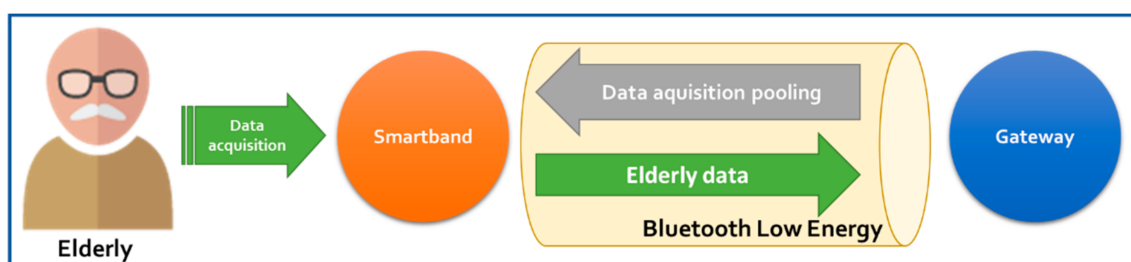 Elderly
Data
acquisition
Smartband
Data aquisition pooling
Elderly data
Bluetooth Low Energy
Gateway